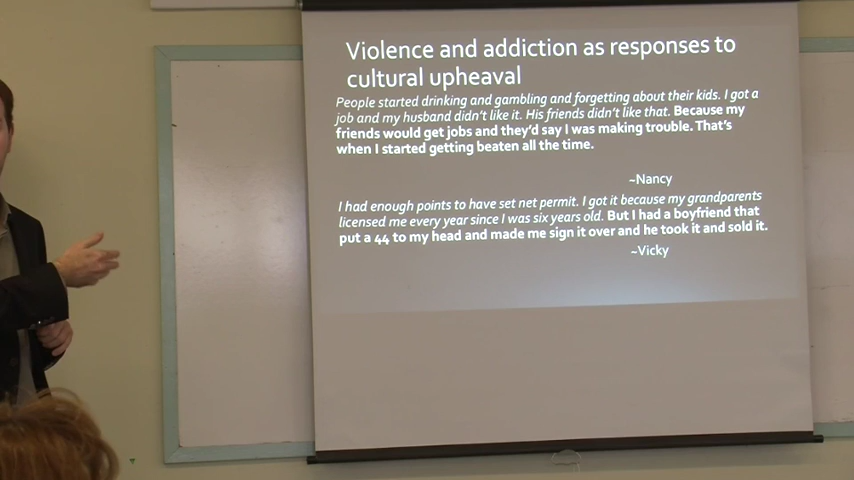 Violence and addiction as responses to
cultural upheaval
People started drinking and gambling and forgetting about their kids. I got a
job and my husband didn't like it. His friends didn't like that. Because my
friends would get jobs and they'd say I was making trouble. That's
when I started getting beaten all the time.
~Nancy
I had enough points to have set net permit. I got it because my grandparents
licensed me every year since I was six years old. But I had a boyfriend that
put a 44 to my head and made me sign it over and he took it and sold it.
~Vicky